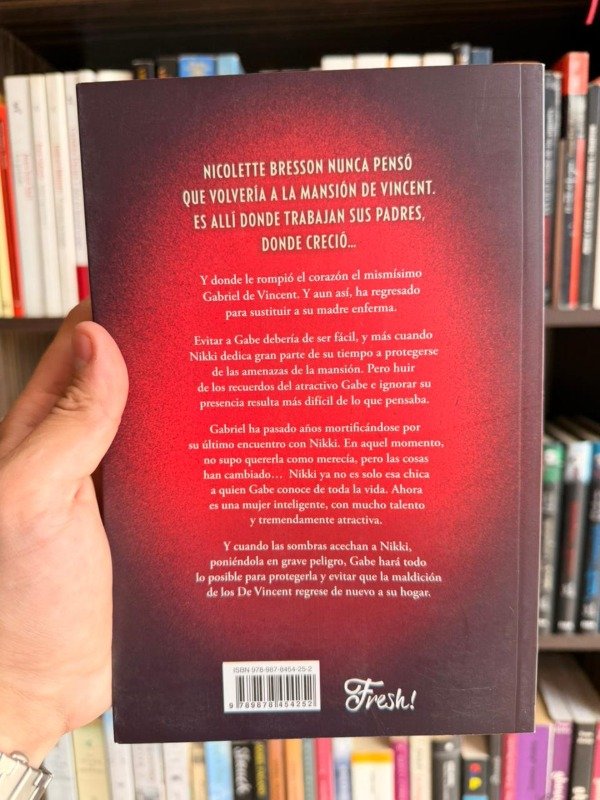 NICOLETTE BRESSON NUNCA PENSÓ
QUE VOLVERÍA A LA MANSIÓN DE VINCENT.
ES ALLÍ DONDE TRABAJAN SUS PADRES,
DONDE CRECIÓ...
Y donde le rompió el corazón el mismísimo
Gabriel de Vincent. Y aun así, ha regresado
para sustituir a su madre enferma.
Evitar a Gabe debería de ser fácil, y más cuando
Nikki dedica gran parte de su tiempo a protegerse
de las amenazas de la mansión. Pero huir
de los recuerdos del atractivo Gabe e ignorar su
presencia resulta más difícil de lo que pensaba.
Gabriel ha pasado años mortificándose por
su último encuentro con Nikki. En aquel momento,
no supo quererla como merecía, pero las cosas
han cambiado... Nikki ya no es solo esa chica
a quien Gabe conoce de toda la vida. Ahora
es una mujer inteligente, con mucho talento
y tremendamente atractiva.
Y cuando las sombras acechan a Nikki,
poniéndola en grave peligro, Gabe hará todo
lo posible para protegerla y evitar que la maldición
de los De Vincent regrese de nuevo a su hogar.
ISBN 978-987-8454-25-2
9 789878 454252
Fresh!